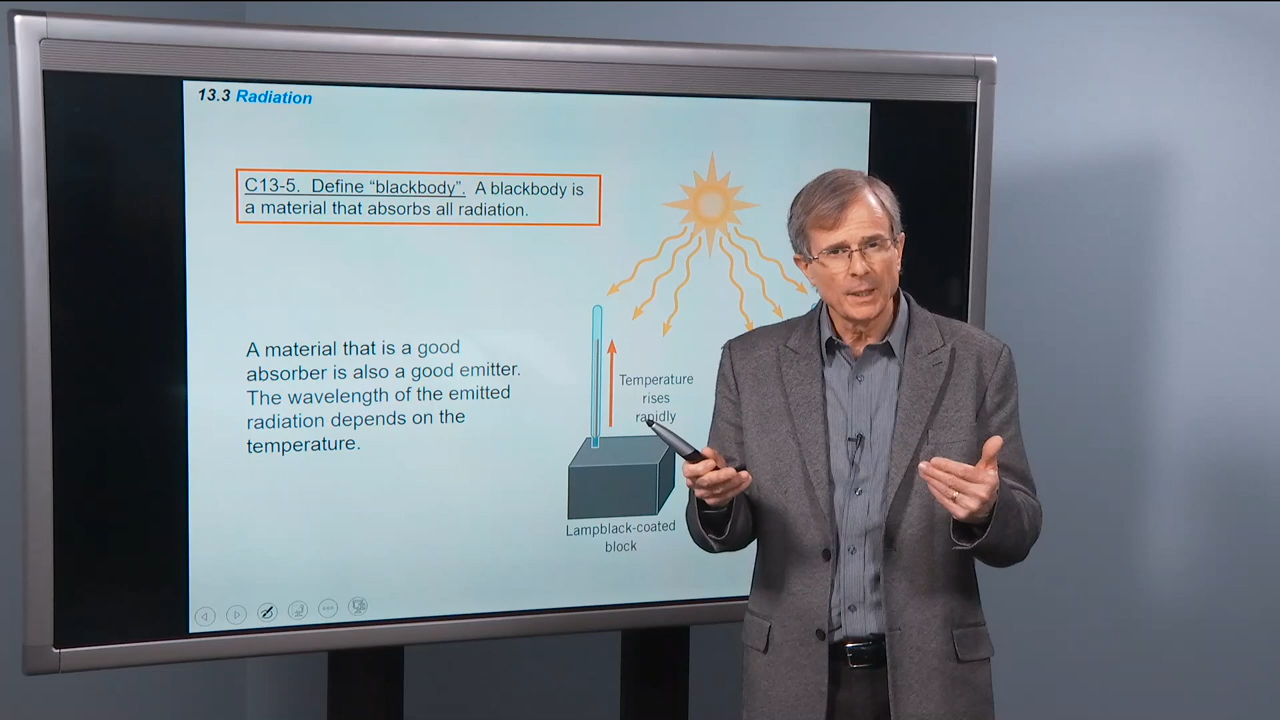 13.3 Radiation
C13-5. Define “blackbody”. A blackbody is
a material that absorbs all radiation.
A material that is a good
absorber is also a good emitter.
The wavelength of the emitted
radiation depends on the
temperature.
Temperature
rises
rapidly
Lampblack-coated
block